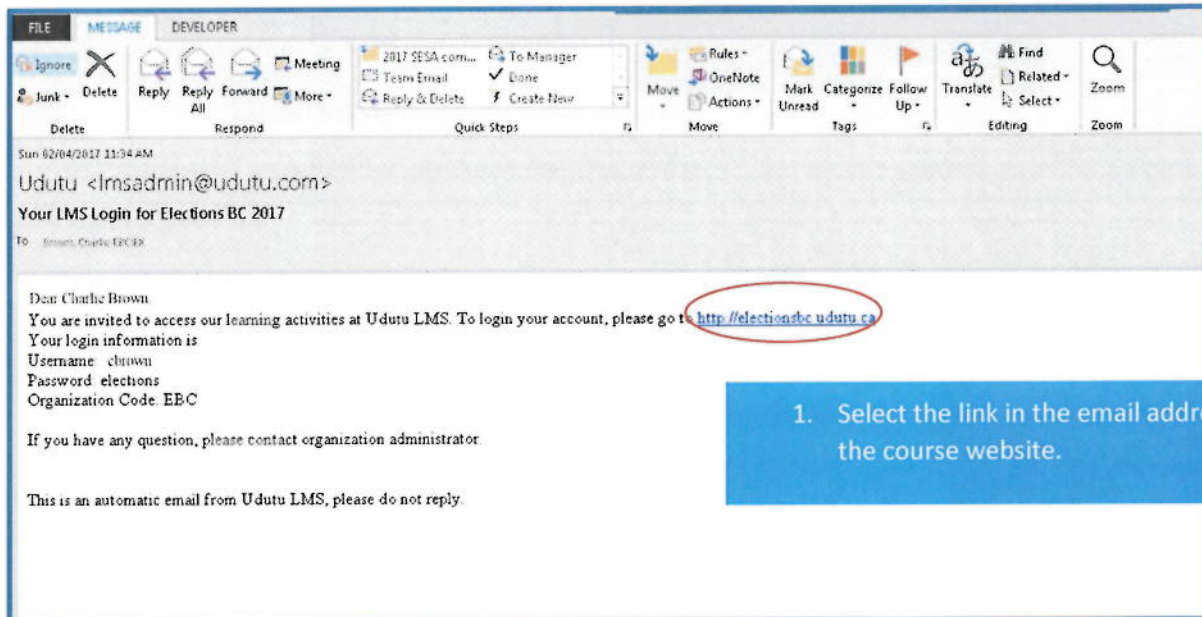 FILE MESSAGE DEVELOPER
Ignore
Junk
Delete
Reply
Reply All
Forward
Meeting
More
2017 SESA com...
Team Email
Reply & Delete
To Manager
Done
Create New
Move
Rules
OneNote
Actions
Mark Unread
Categorize
Follow Up
Translate
Find
Related
Select
Zoom
Delete Respond Quick Steps Move Tags Editing Zoom
Sun 02/04/2017 11:34 AM
Udutu <lmsadmin@udutu.com>
Your LMS Login for Elections BC 2017
To Brown, Charlie EBC:EX
Dear Charlie Brown
You are invited to access our learning activities at Udutu LMS. To login your account, please go to http://electionsbc.udutu.ca
Your login information is
Username: cbrown
Password: elections
Organization Code: EBC
If you have any question, please contact organization administrator.
This is an automatic email from Udutu LMS, please do not reply.
1. Select the link in the email addre
the course website.